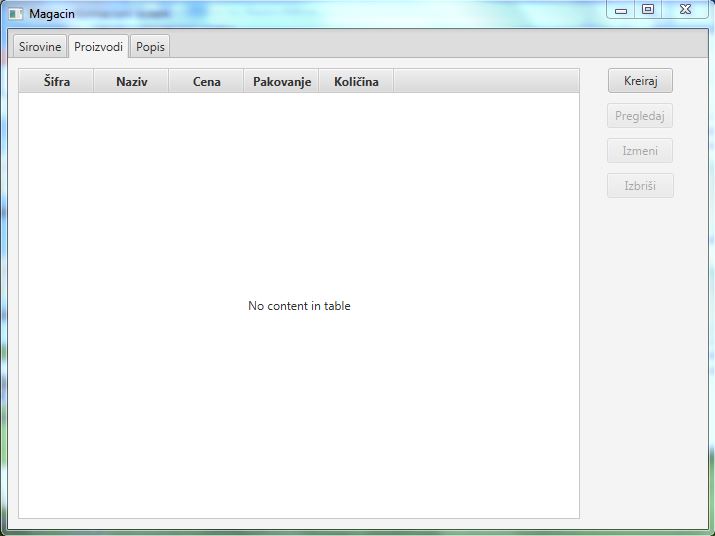 Magacin
Sirovine Proizvodi Popis
Šifra Naziv Cena Pakovanje Količina
Kreiraj
Pregledaj
Izmeni
Izbriši
No content in table